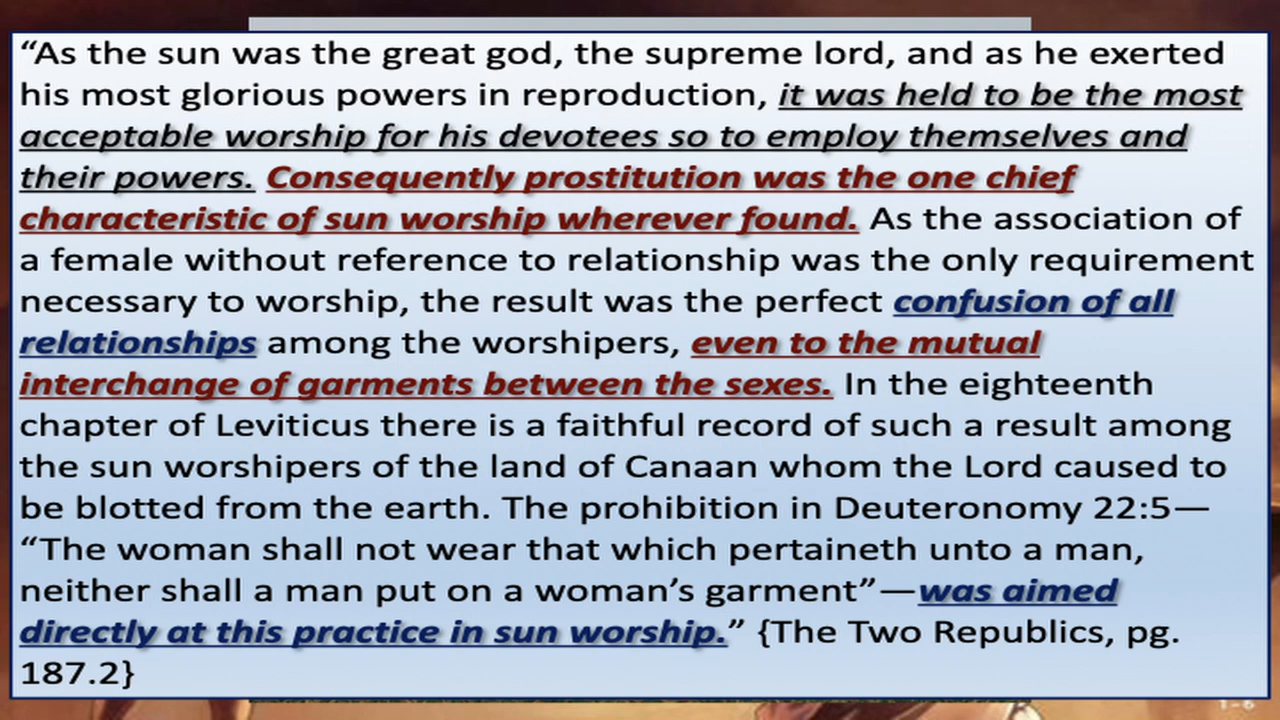 “As the sun was the great god, the supreme lord, and as he exerted
his most glorious powers in reproduction, it was held to be the most
acceptable worship for his devotees so to employ themselves and
their powers. Consequently prostitution was the one chief
characteristic of sun worship wherever found. As the association of
a female without reference to relationship was the only requirement
necessary to worship, the result was the perfect confusion of all
relationships among the worshipers, even to the mutual
interchange of garments between the sexes. In the eighteenth
chapter of Leviticus there is a faithful record of such a result among
the sun worshipers of the land of Canaan whom the Lord caused to
be blotted from the earth. The prohibition in Deuteronomy 22:5—
“The woman shall not wear that which pertaineth unto a man,
neither shall a man put on a woman’s garment”—was aimed
directly at this practice in sun worship.” {The Two Republics, pg.
187.2}
1-6